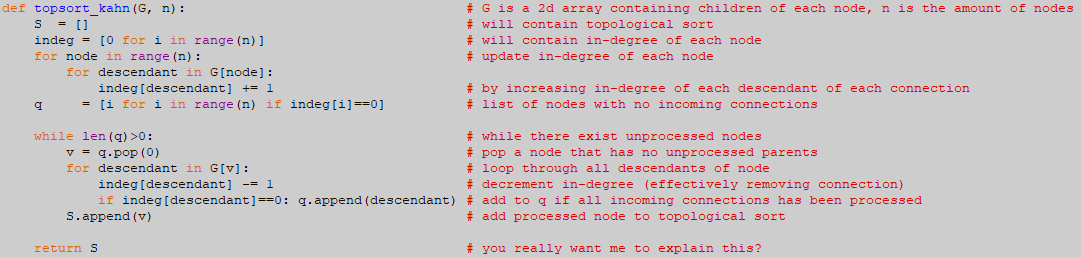 def topsort_kahn(G, n): # G is a 2d array containing children of each node, n is the amount of nodes
    S = [] # will contain topological sort
    indeg = [0 for i in range(n)] # will contain in-degree of each node
    for node in range(n): # update in-degree of each node
        for descendant in G[node]:
            indeg[descendant] += 1 # by increasing in-degree of each descendant of each connection
    q = [i for i in range(n) if indeg[i]==0] # list of nodes with no incoming connections
    while len(q)>0: # while there exist unprocessed nodes
        v = q.pop(0) # pop a node that has no unprocessed parents
        for descendant in G[v]: # loop through all descendants of node
            indeg[descendant] -= 1 # decrement in-degree (effectively removing connection)
            if indeg[descendant]==0: q.append(descendant) # add to q if all incoming connections has been processed
        S.append(v) # add processed node to topological sort
    return S # you really want me to explain this?